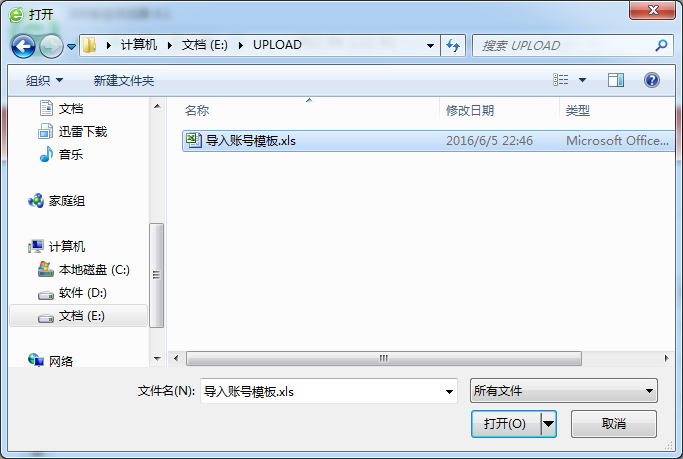 打开
计算机 文档 (E:) UPLOAD 搜索 UPLOAD
组织 新建文件夹
名称 修改日期 类型
导入账号模板.xls 2016/6/5 22:46 Microsoft Office...
文档
迅雷下载
音乐
家庭组
计算机
本地磁盘 (C:)
软件 (D:)
文档 (E:)
网络
文件名(N): 导入账号模板.xls 所有文件
打开(O) 取消